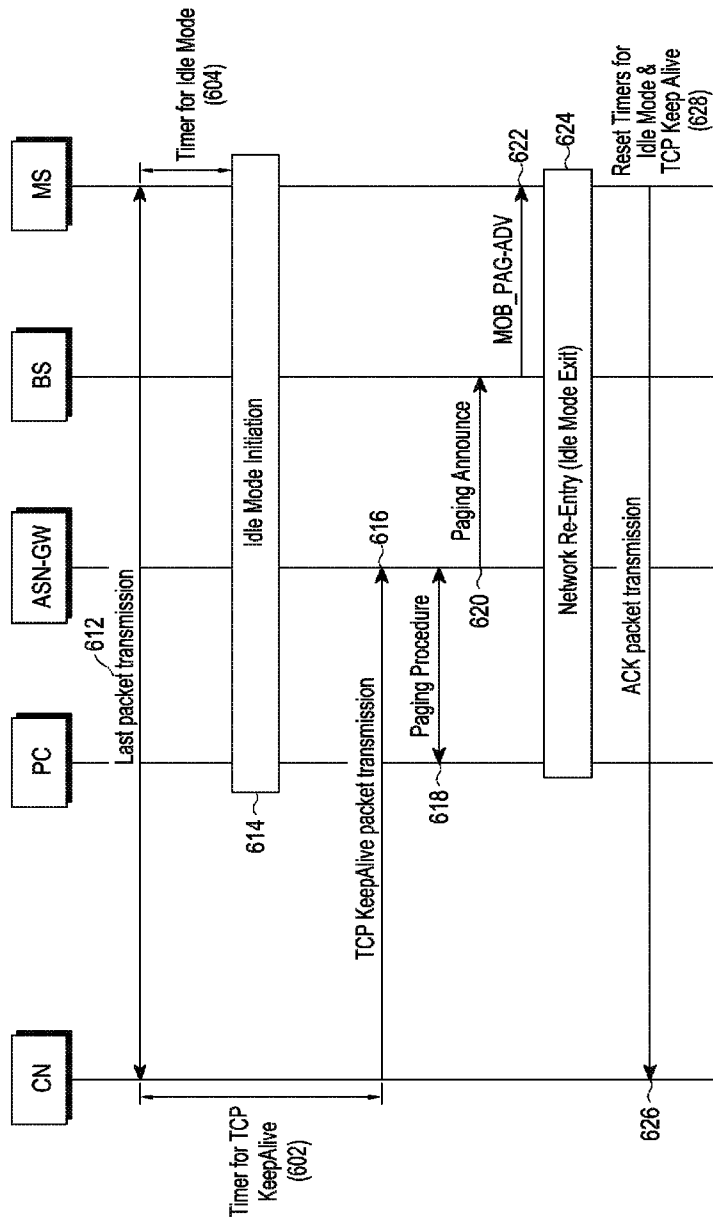 CN
PC
ASN-GW
BS
MS
612
Last packet transmission
Timer for Idle Mode
(604)
Timer for TCP
KeepAlive
(602)
Idle Mode Initiation
614
TCP KeepAlive packet transmission
616
Paging Procedure
618
Paging Announce
620
MOB_PAG-ADV
622
Network Re-Entry (Idle Mode Exit)
624
ACK packet transmission
626
Reset Timers for
Idle Mode &
TCP Keep Alive
(628)